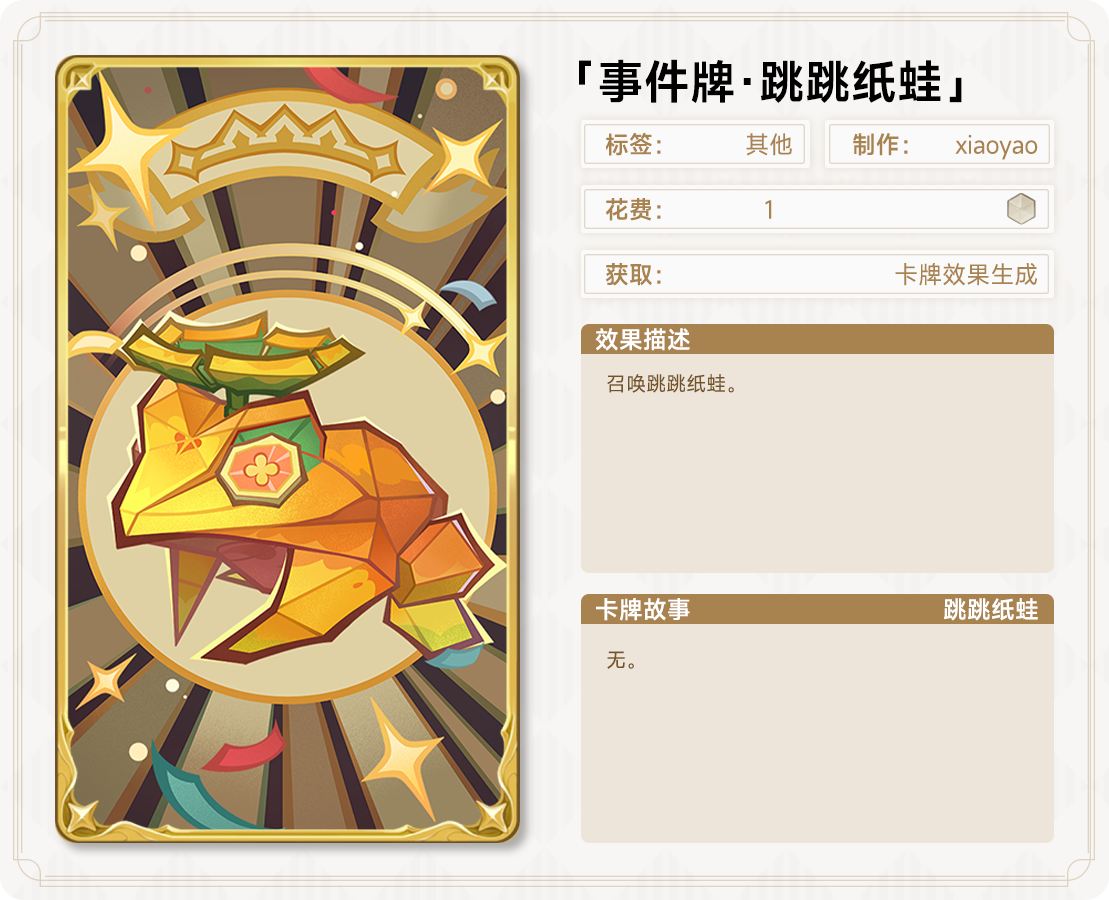 「事件牌·跳跳纸蛙」
标签： 其他 制作： xiaoyao
花费： 1
获取： 卡牌效果生成
效果描述
召唤跳跳纸蛙。
卡牌故事 跳跳纸蛙
无。